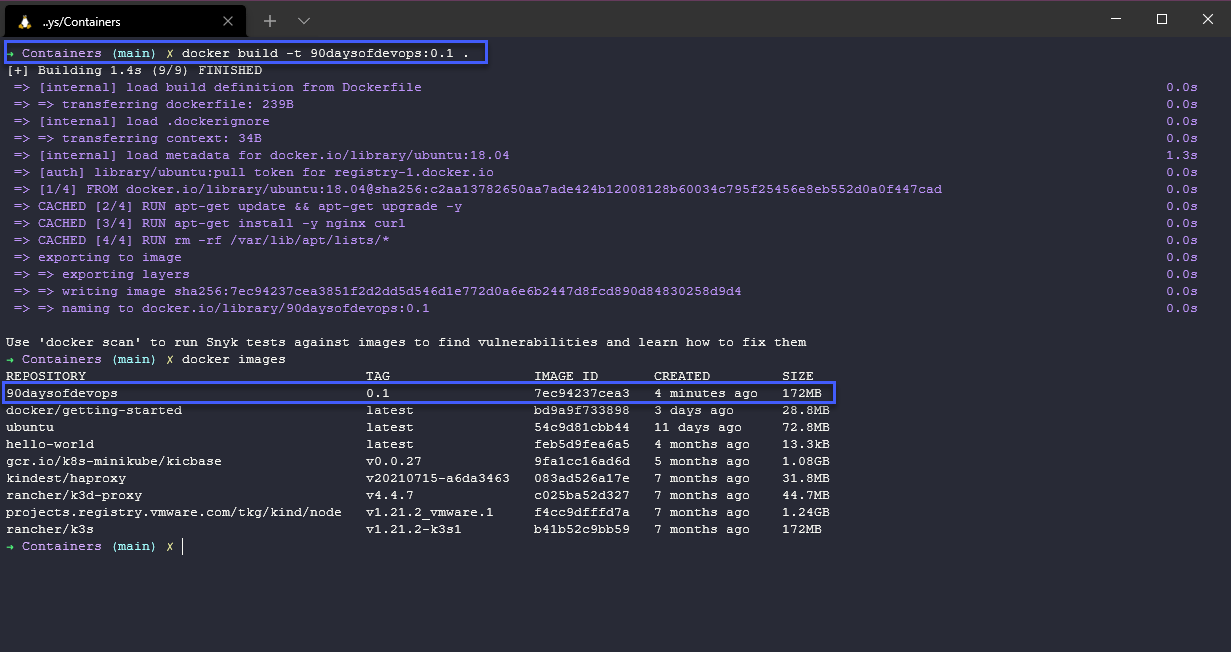 ..ys/Containers
→ Containers (main) ✗ docker build -t 90daysofdevops:0.1 .
[+] Building 1.4s (9/9) FINISHED
=> [internal] load build definition from Dockerfile 0.0s
=> => transferring dockerfile: 239B 0.0s
=> [internal] load .dockerignore 0.0s
=> => transferring context: 34B 0.0s
=> [internal] load metadata for docker.io/library/ubuntu:18.04 1.3s
=> [auth] library/ubuntu:pull token for registry-1.docker.io 0.0s
=> [1/4] FROM docker.io/library/ubuntu:18.04@sha256:c2aa13782650aa7ade424b12008128b60034c795f25456e8eb552d0a0f447cad 0.0s
=> CACHED [2/4] RUN apt-get update && apt-get upgrade -y 0.0s
=> CACHED [3/4] RUN apt-get install -y nginx curl 0.0s
=> CACHED [4/4] RUN rm -rf /var/lib/apt/lists/* 0.0s
=> exporting to image 0.0s
=> => exporting layers 0.0s
=> => writing image sha256:7ec94237cea3851f2d2dd5d546d1e772d0a6e6b2447d8fcd890d84830258d9d4 0.0s
=> => naming to docker.io/library/90daysofdevops:0.1 0.0s
Use 'docker scan' to run Snyk tests against images to find vulnerabilities and learn how to fix them
→ Containers (main) ✗ docker images
REPOSITORY TAG IMAGE ID CREATED SIZE
90daysofdevops 0.1 7ec94237cea3 4 minutes ago 172MB
docker/getting-started latest bd9a9f733898 3 days ago 28.8MB
ubuntu latest 54c9d81cbb44 11 days ago 72.8MB
hello-world latest feb5d9fea6a5 4 months ago 13.3kB
gcr.io/k8s-minikube/kicbase v0.0.27 9fa1cc16ad6d 5 months ago 1.08GB
kindest/haproxy v20210715-a6da3463 083ad526a17e 7 months ago 31.8MB
rancher/k3d-proxy v4.4.7 c025ba52d327 7 months ago 44.7MB
projects.registry.vmware.com/tkg/kind/node v1.21.2_vmware.1 f4cc9dfffd7a 7 months ago 1.24GB
rancher/k3s v1.21.2-k3s1 b41b52c9bb59 7 months ago 172MB
→ Containers (main) ✗